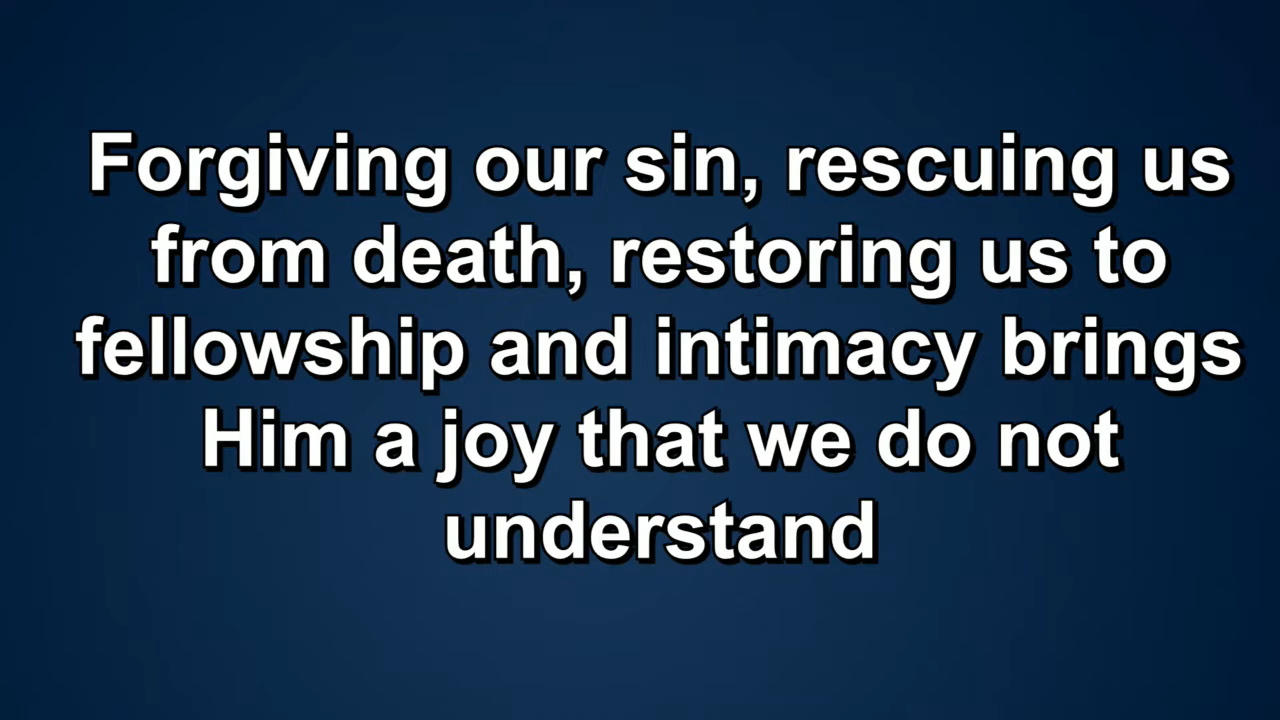 Forgiving our sin, rescuing us
from death, restoring us to
fellowship and intimacy brings
Him a joy that we do not
understand